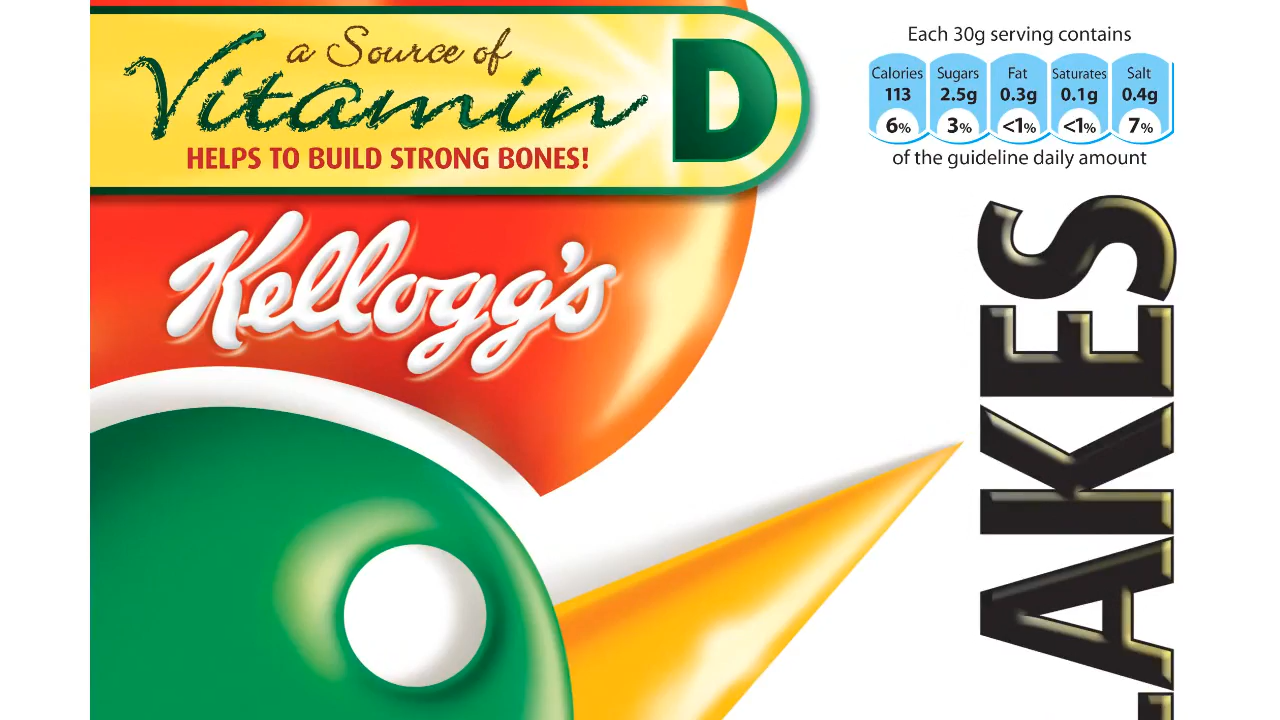 a Source of
Vitamin D
HELPS TO BUILD STRONG BONES!
Kellogg's
Each 30g serving contains
Calories 113 6%
Sugars 2.5g 3%
Fat 0.3g <1%
Saturates 0.1g <1%
Salt 0.4g 7%
of the guideline daily amount
LAKES